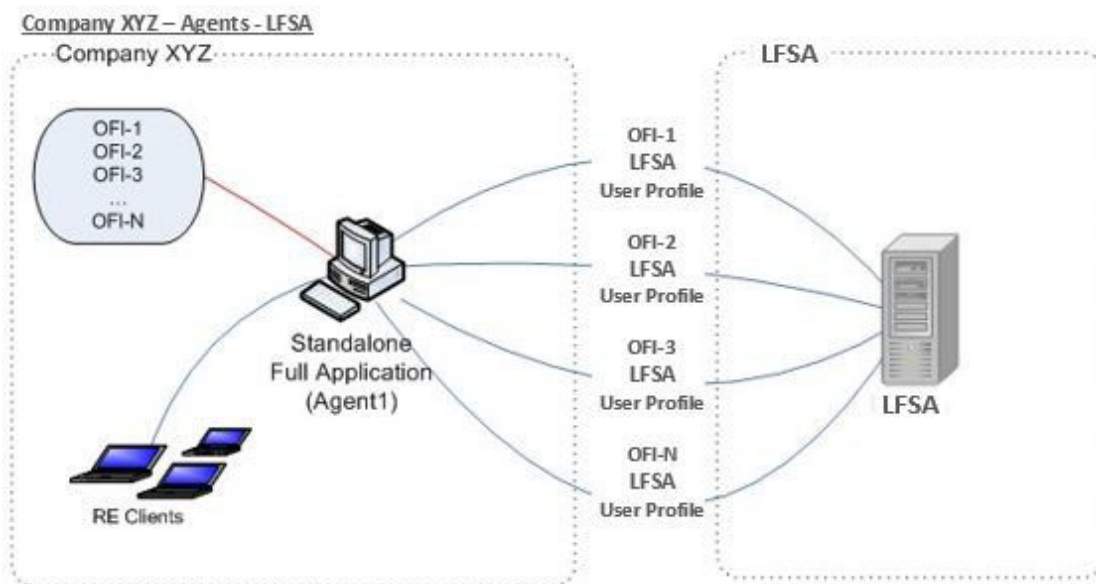 Company XYZ – Agents - LFSA
Company XYZ
LFSA
OFI-1
OFI-2
OFI-3
...
OFI-N
Standalone
Full Application
(Agent1)
RE Clients
OFI-1
LFSA
User Profile
OFI-2
LFSA
User Profile
OFI-3
LFSA
User Profile
OFI-N
LFSA
User Profile
LFSA